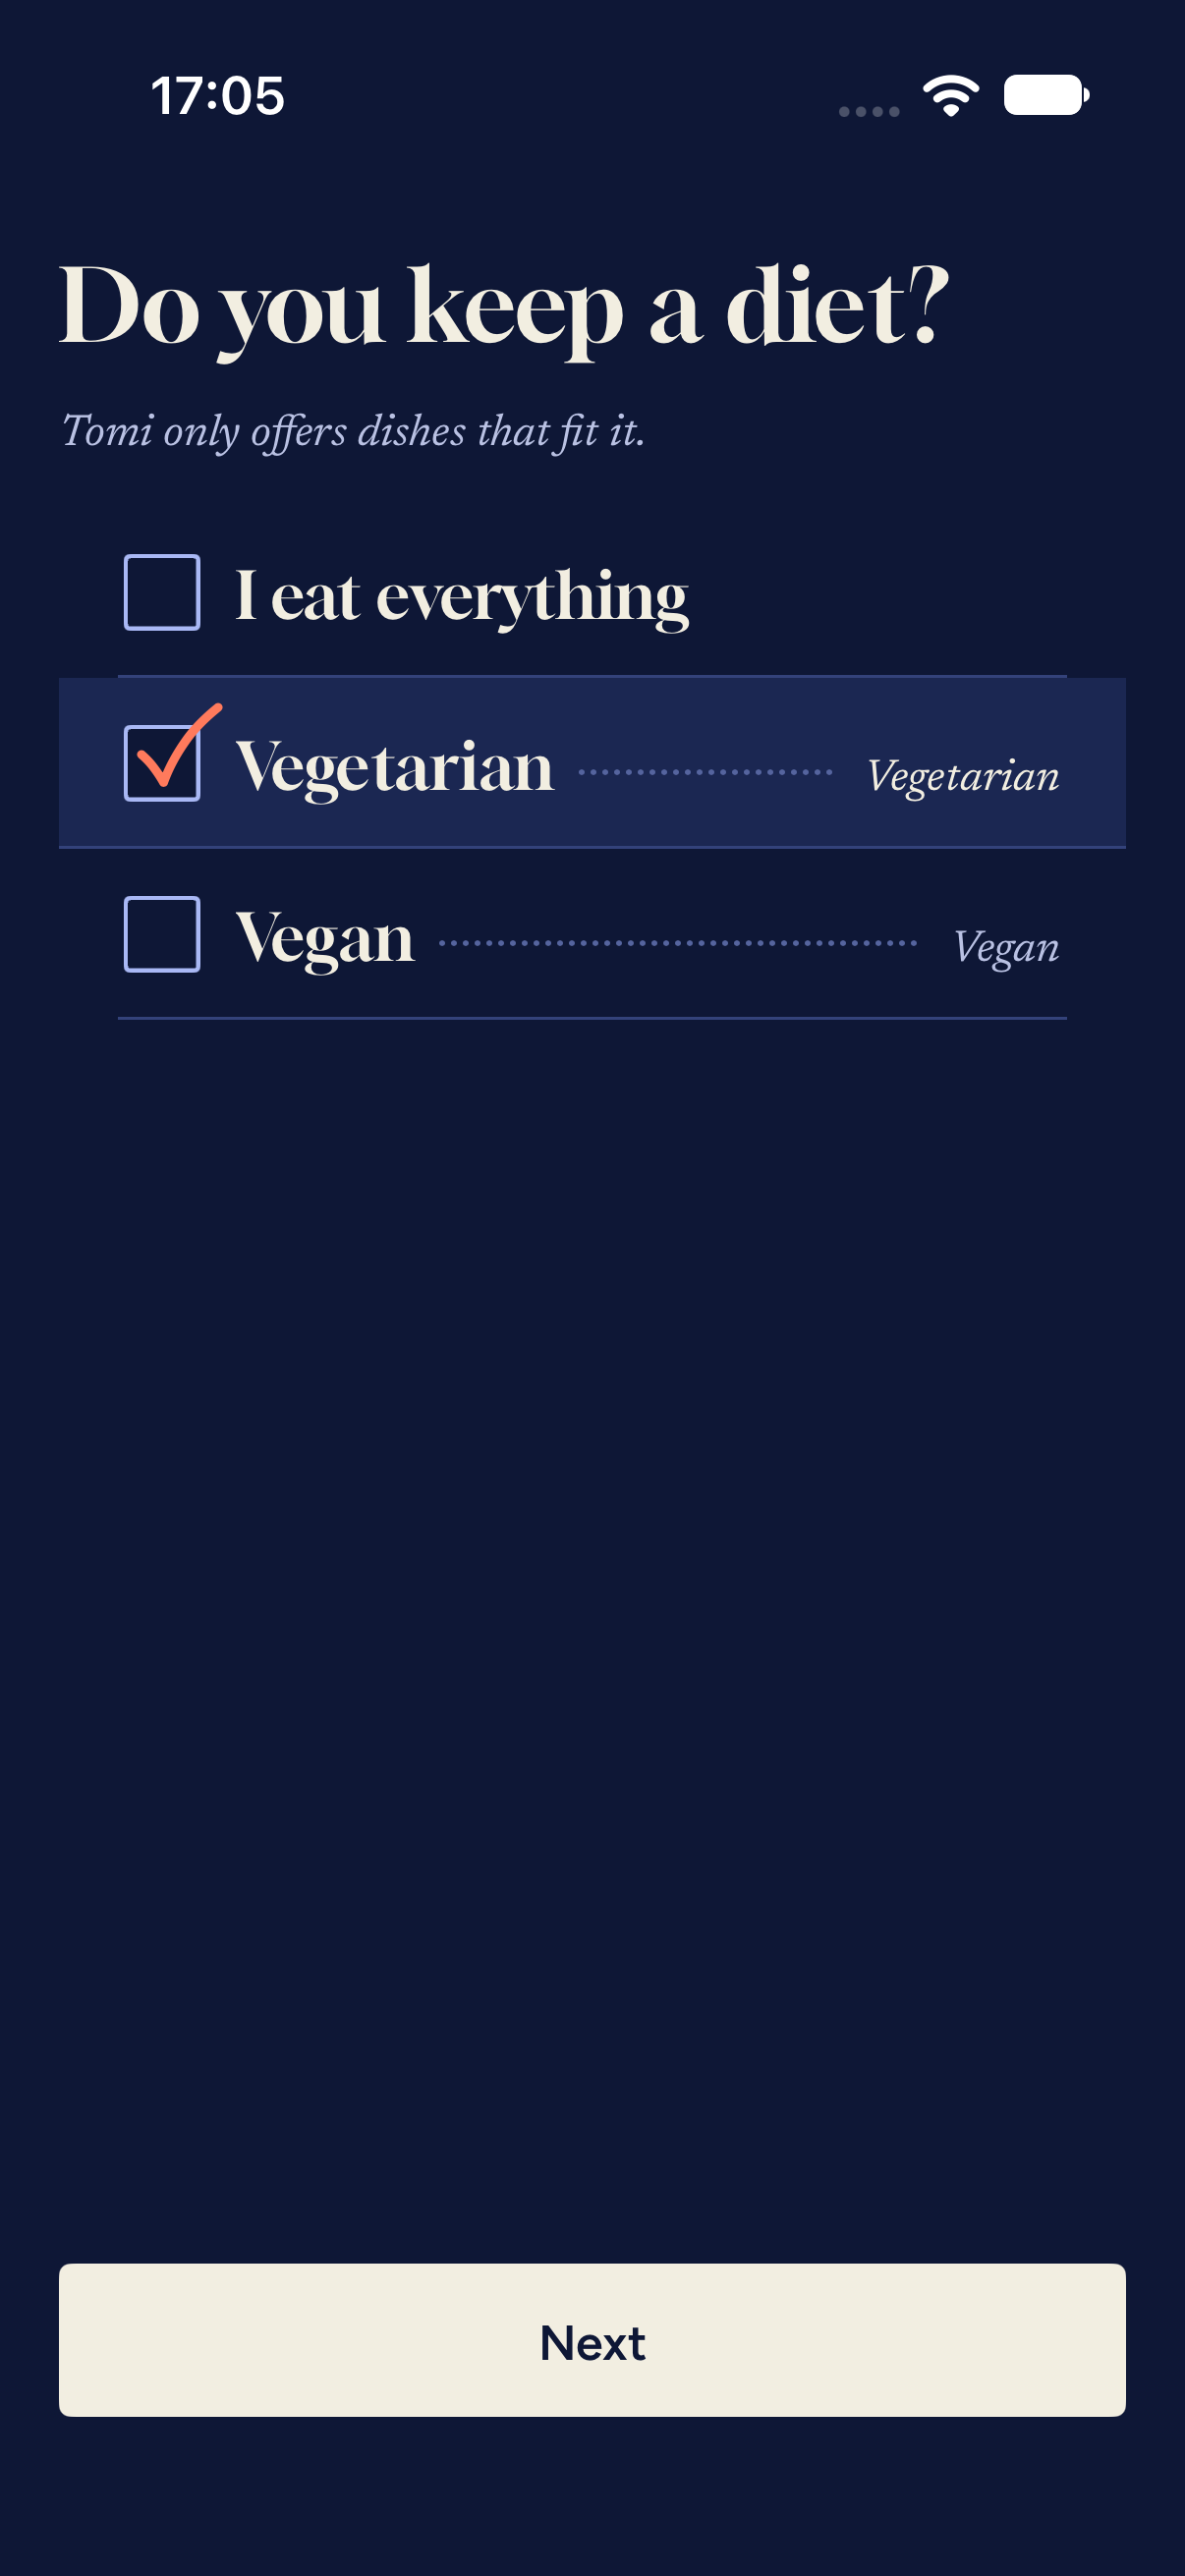 17:05
Do you keep a diet?
Tomi only offers dishes that fit it.
I eat everything
Vegetarian Vegetarian
Vegan Vegan
Next